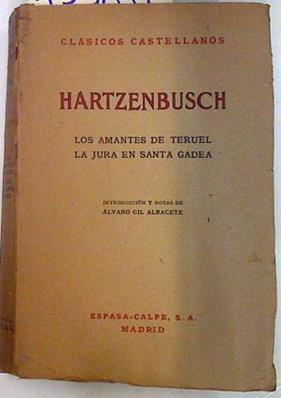 CLÁSICOS CASTELLANOS
HARTZENBUSCH
LOS AMANTES DE TERUEL
LA JURA EN SANTA GADEA
INTRODUCCIÓN Y NOTAS DE
ÁLVARO GIL ALBACETE
ESPASA-CALPE, S. A.
MADRID